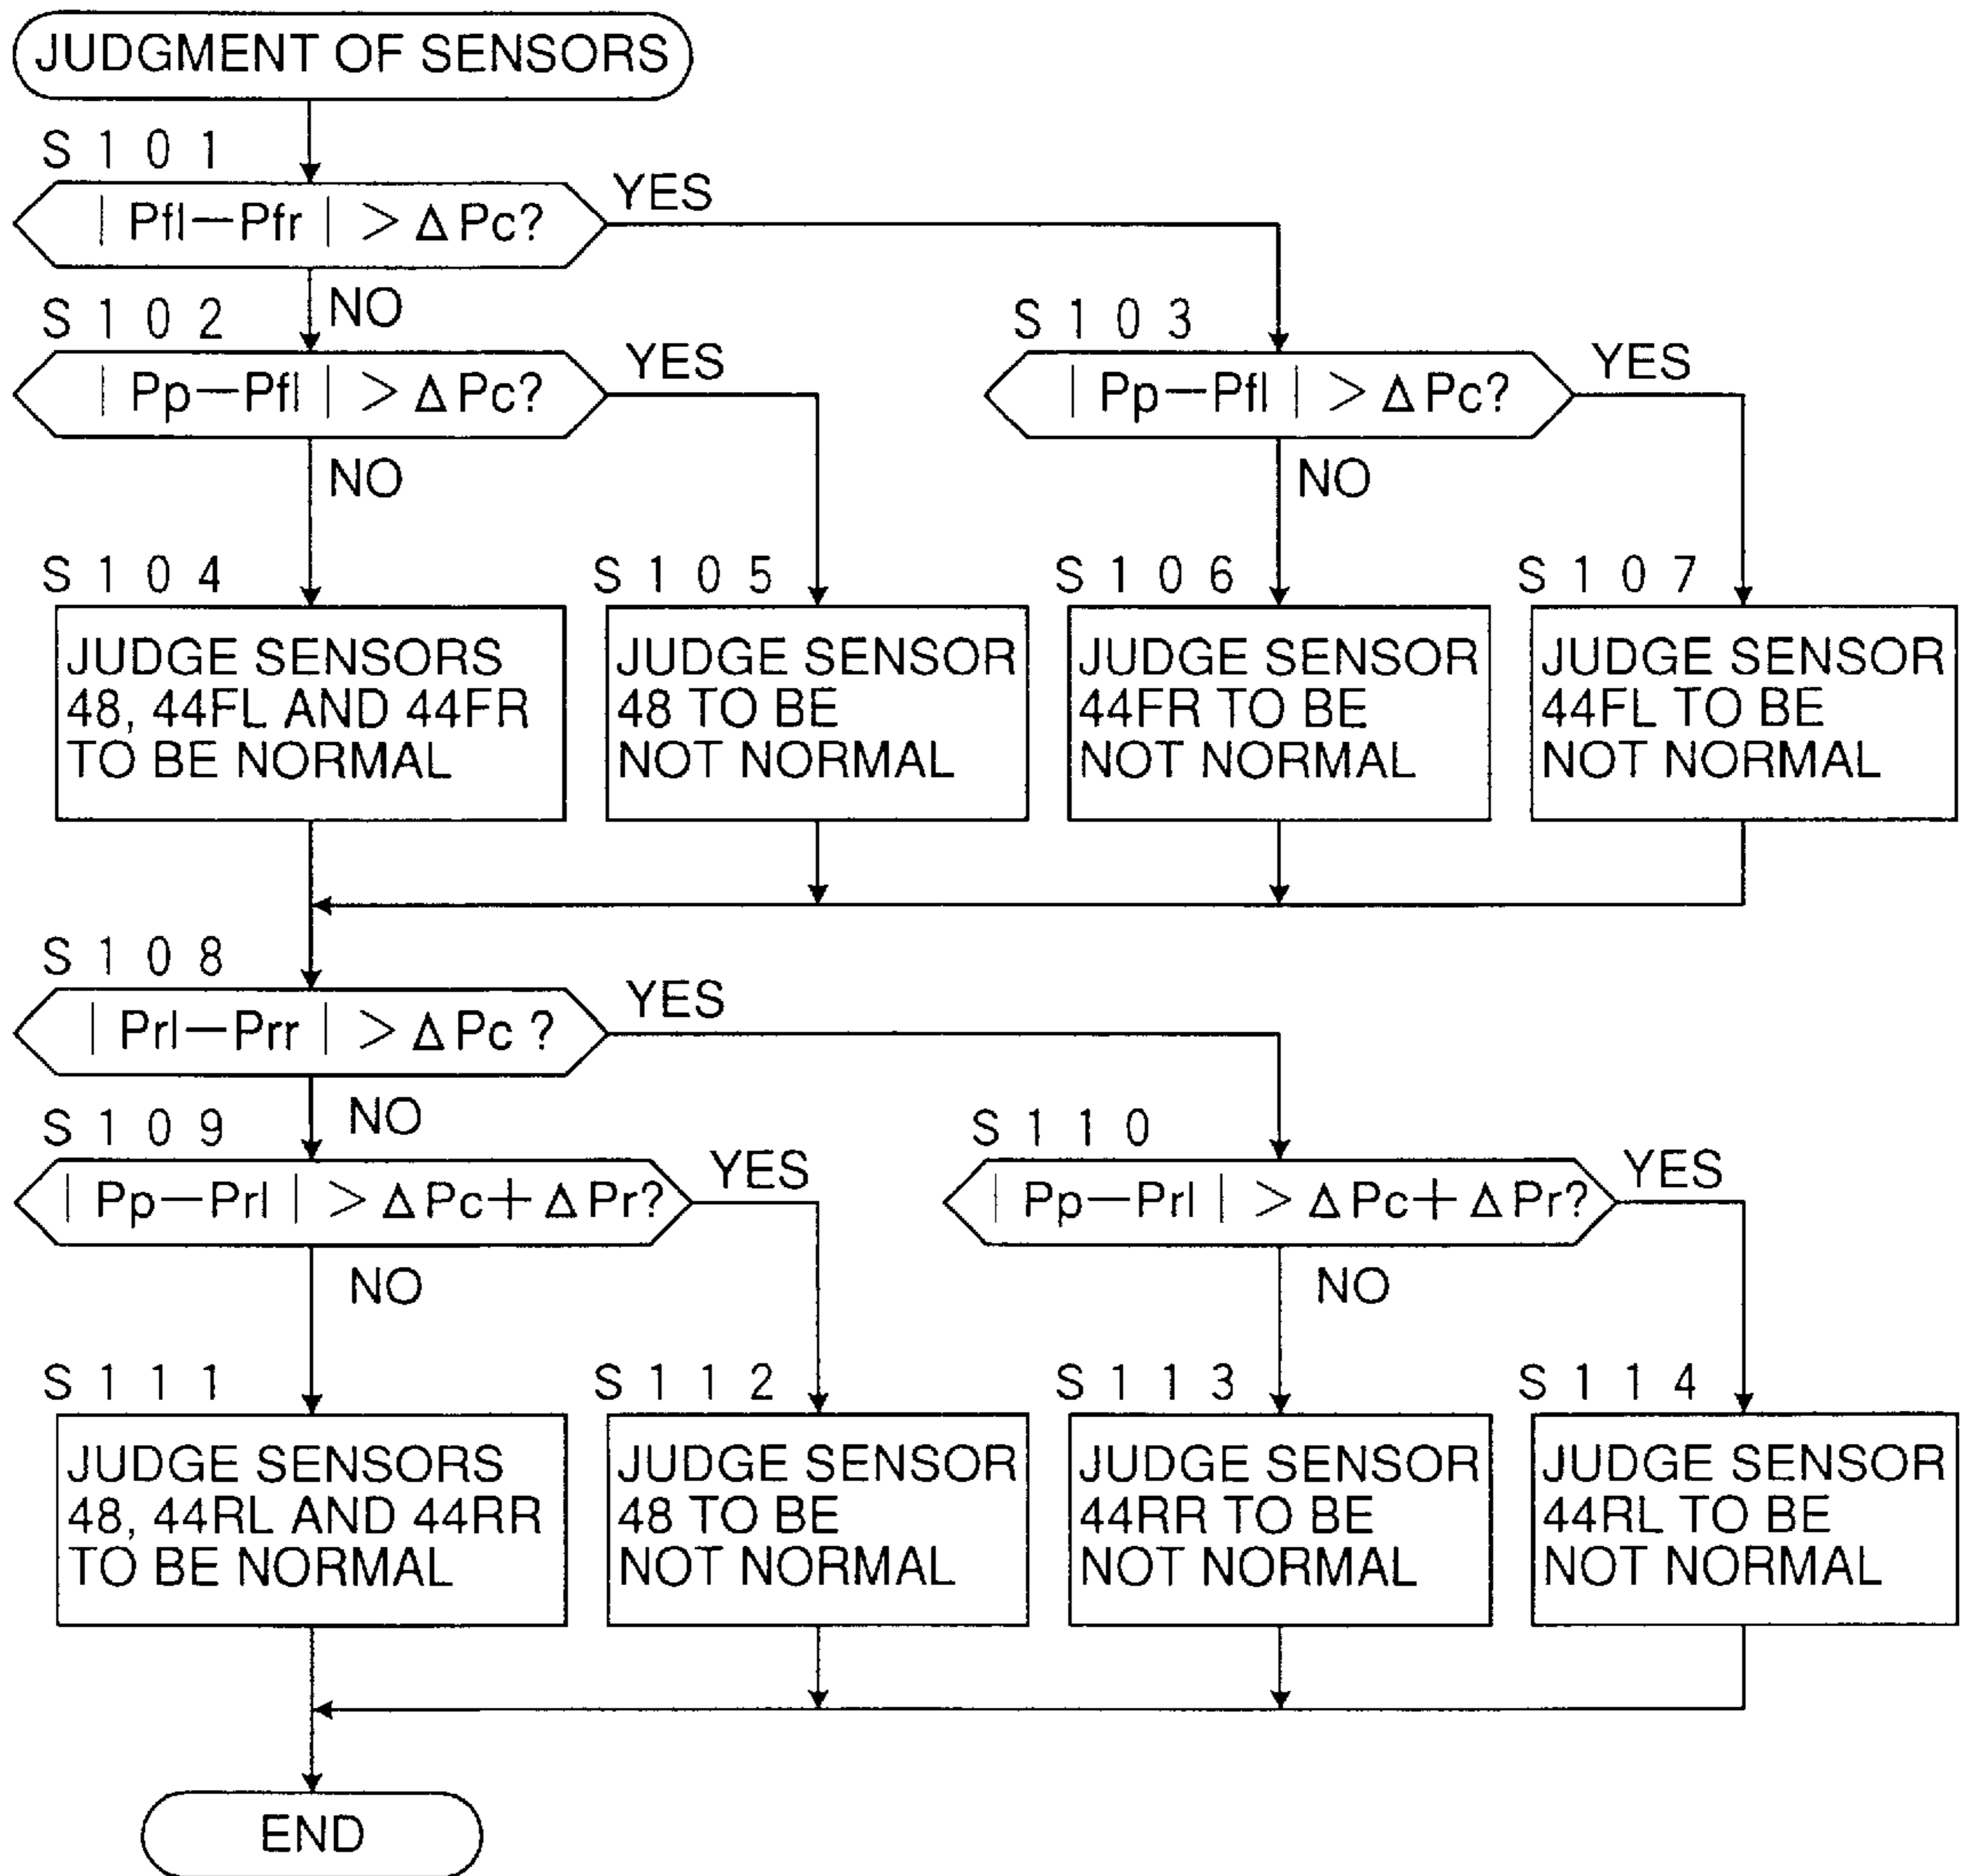 JUDGMENT OF SENSORS
S101
| Pfl－Pfr | ＞ΔPc?
YES
NO
S102
| Pp－Pfl | ＞ΔPc?
YES
NO
S103
| Pp－Pfl | ＞ΔPc?
YES
NO
S104
JUDGE SENSORS
48, 44FL AND 44FR
TO BE NORMAL
S105
JUDGE SENSOR
48 TO BE
NOT NORMAL
S106
JUDGE SENSOR
44FR TO BE
NOT NORMAL
S107
JUDGE SENSOR
44FL TO BE
NOT NORMAL
S108
| Prl－Prr | ＞ΔPc ?
YES
NO
S109
| Pp－Prl | ＞ΔPc＋ΔPr?
YES
NO
S110
| Pp－Prl | ＞ΔPc＋ΔPr?
YES
NO
S111
JUDGE SENSORS
48, 44RL AND 44RR
TO BE NORMAL
S112
JUDGE SENSOR
48 TO BE
NOT NORMAL
S113
JUDGE SENSOR
44RR TO BE
NOT NORMAL
S114
JUDGE SENSOR
44RL TO BE
NOT NORMAL
END